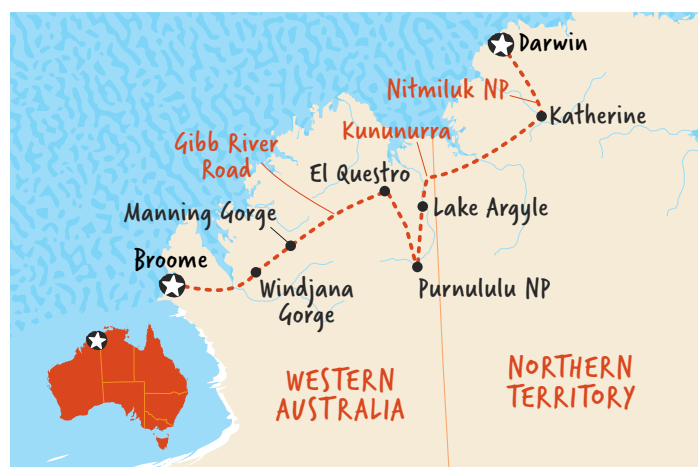 Darwin
Nitmiluk NP
Katherine
Kununurra
Gibb River
Road
El Questro
Lake Argyle
Manning Gorge
Broome
Windjana
Gorge
Purnululu NP
WESTERN
AUSTRALIA
NORTHERN
TERRITORY